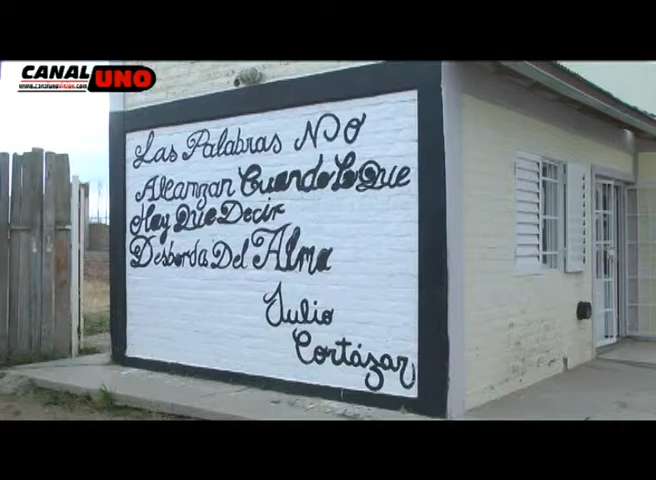 CANAL UNO
Las Palabras No
Alcanzan Cuando Lo Que
Hay Que Decir
Desborda Del Alma
Julio
Cortázar